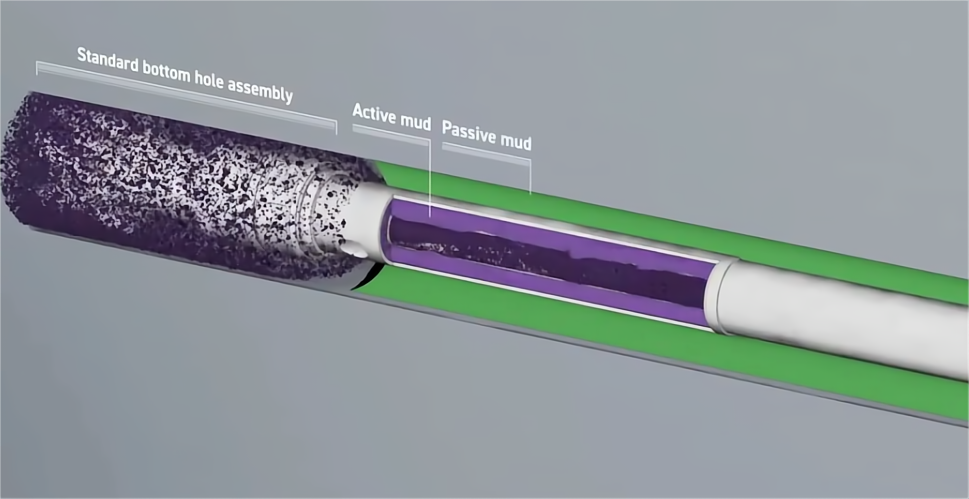 Standard bottom hole assembly
Active mud
Passive mud